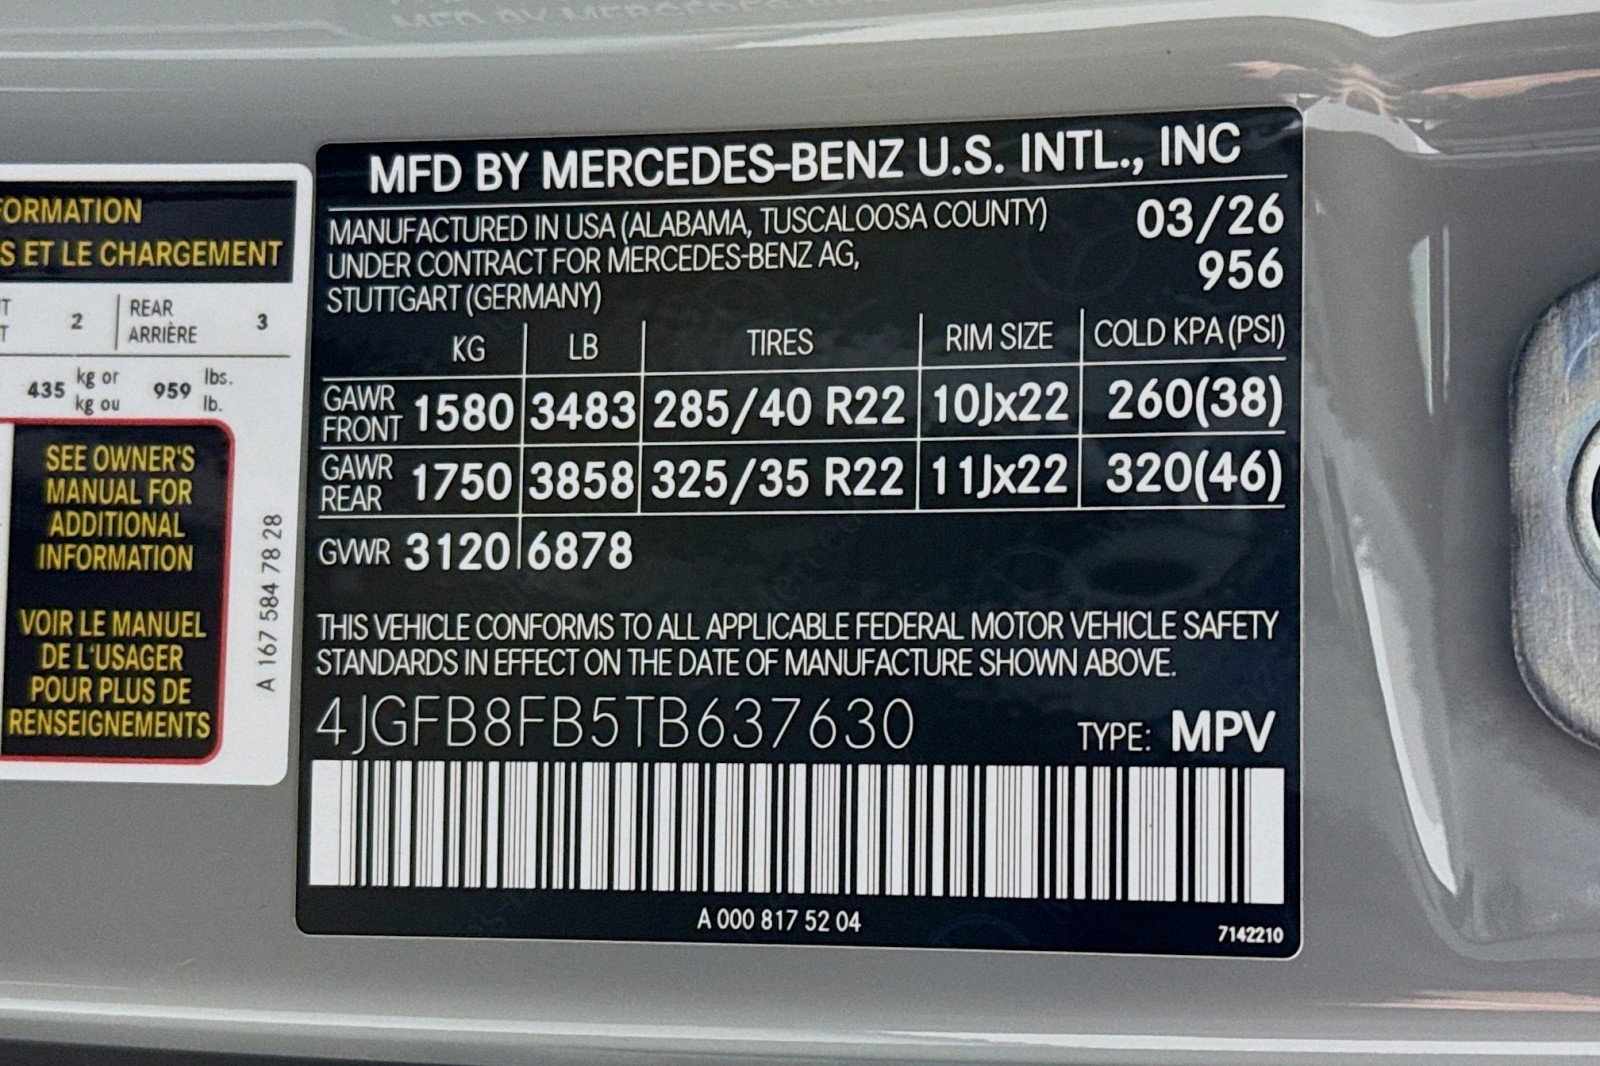 MFD BY MERCEDES-BENZ U.S. INTL., INC
MANUFACTURED IN USA (ALABAMA, TUSCALOOSA COUNTY) 03/26
UNDER CONTRACT FOR MERCEDES-BENZ AG, 956
STUTTGART (GERMANY)
KG LB TIRES RIM SIZE COLD KPA (PSI)
GAWR FRONT 1580 3483 285/40 R22 10Jx22 260(38)
GAWR REAR 1750 3858 325/35 R22 11Jx22 320(46)
GVWR 3120 6878
THIS VEHICLE CONFORMS TO ALL APPLICABLE FEDERAL MOTOR VEHICLE SAFETY
STANDARDS IN EFFECT ON THE DATE OF MANUFACTURE SHOWN ABOVE.
4JGFB8FB5TB637630 TYPE: MPV
A 000 817 52 04
7142210
ET LE CHARGEMENT
2 REAR 3
ARRIÈRE
435 kg or 959 lbs.
kg ou lb.
SEE OWNER'S
MANUAL FOR
ADDITIONAL
INFORMATION
VOIR LE MANUEL
DE L'USAGER
POUR PLUS DE
RENSEIGNEMENTS
A 167 584 78 28